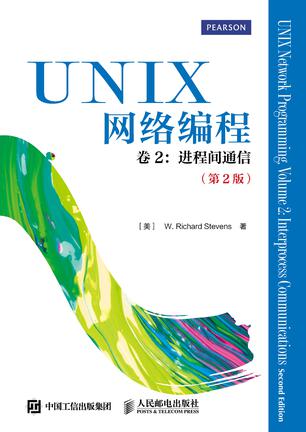 PEARSON
UNIX
网络编程
卷2：进程间通信
（第2版）
［美］ W. Richard Stevens 著
UNIX Network Programming, Volume 2: Interprocess Communications Second Edition
中国工信出版集团
人民邮电出版社
POSTS & TELECOM PRESS